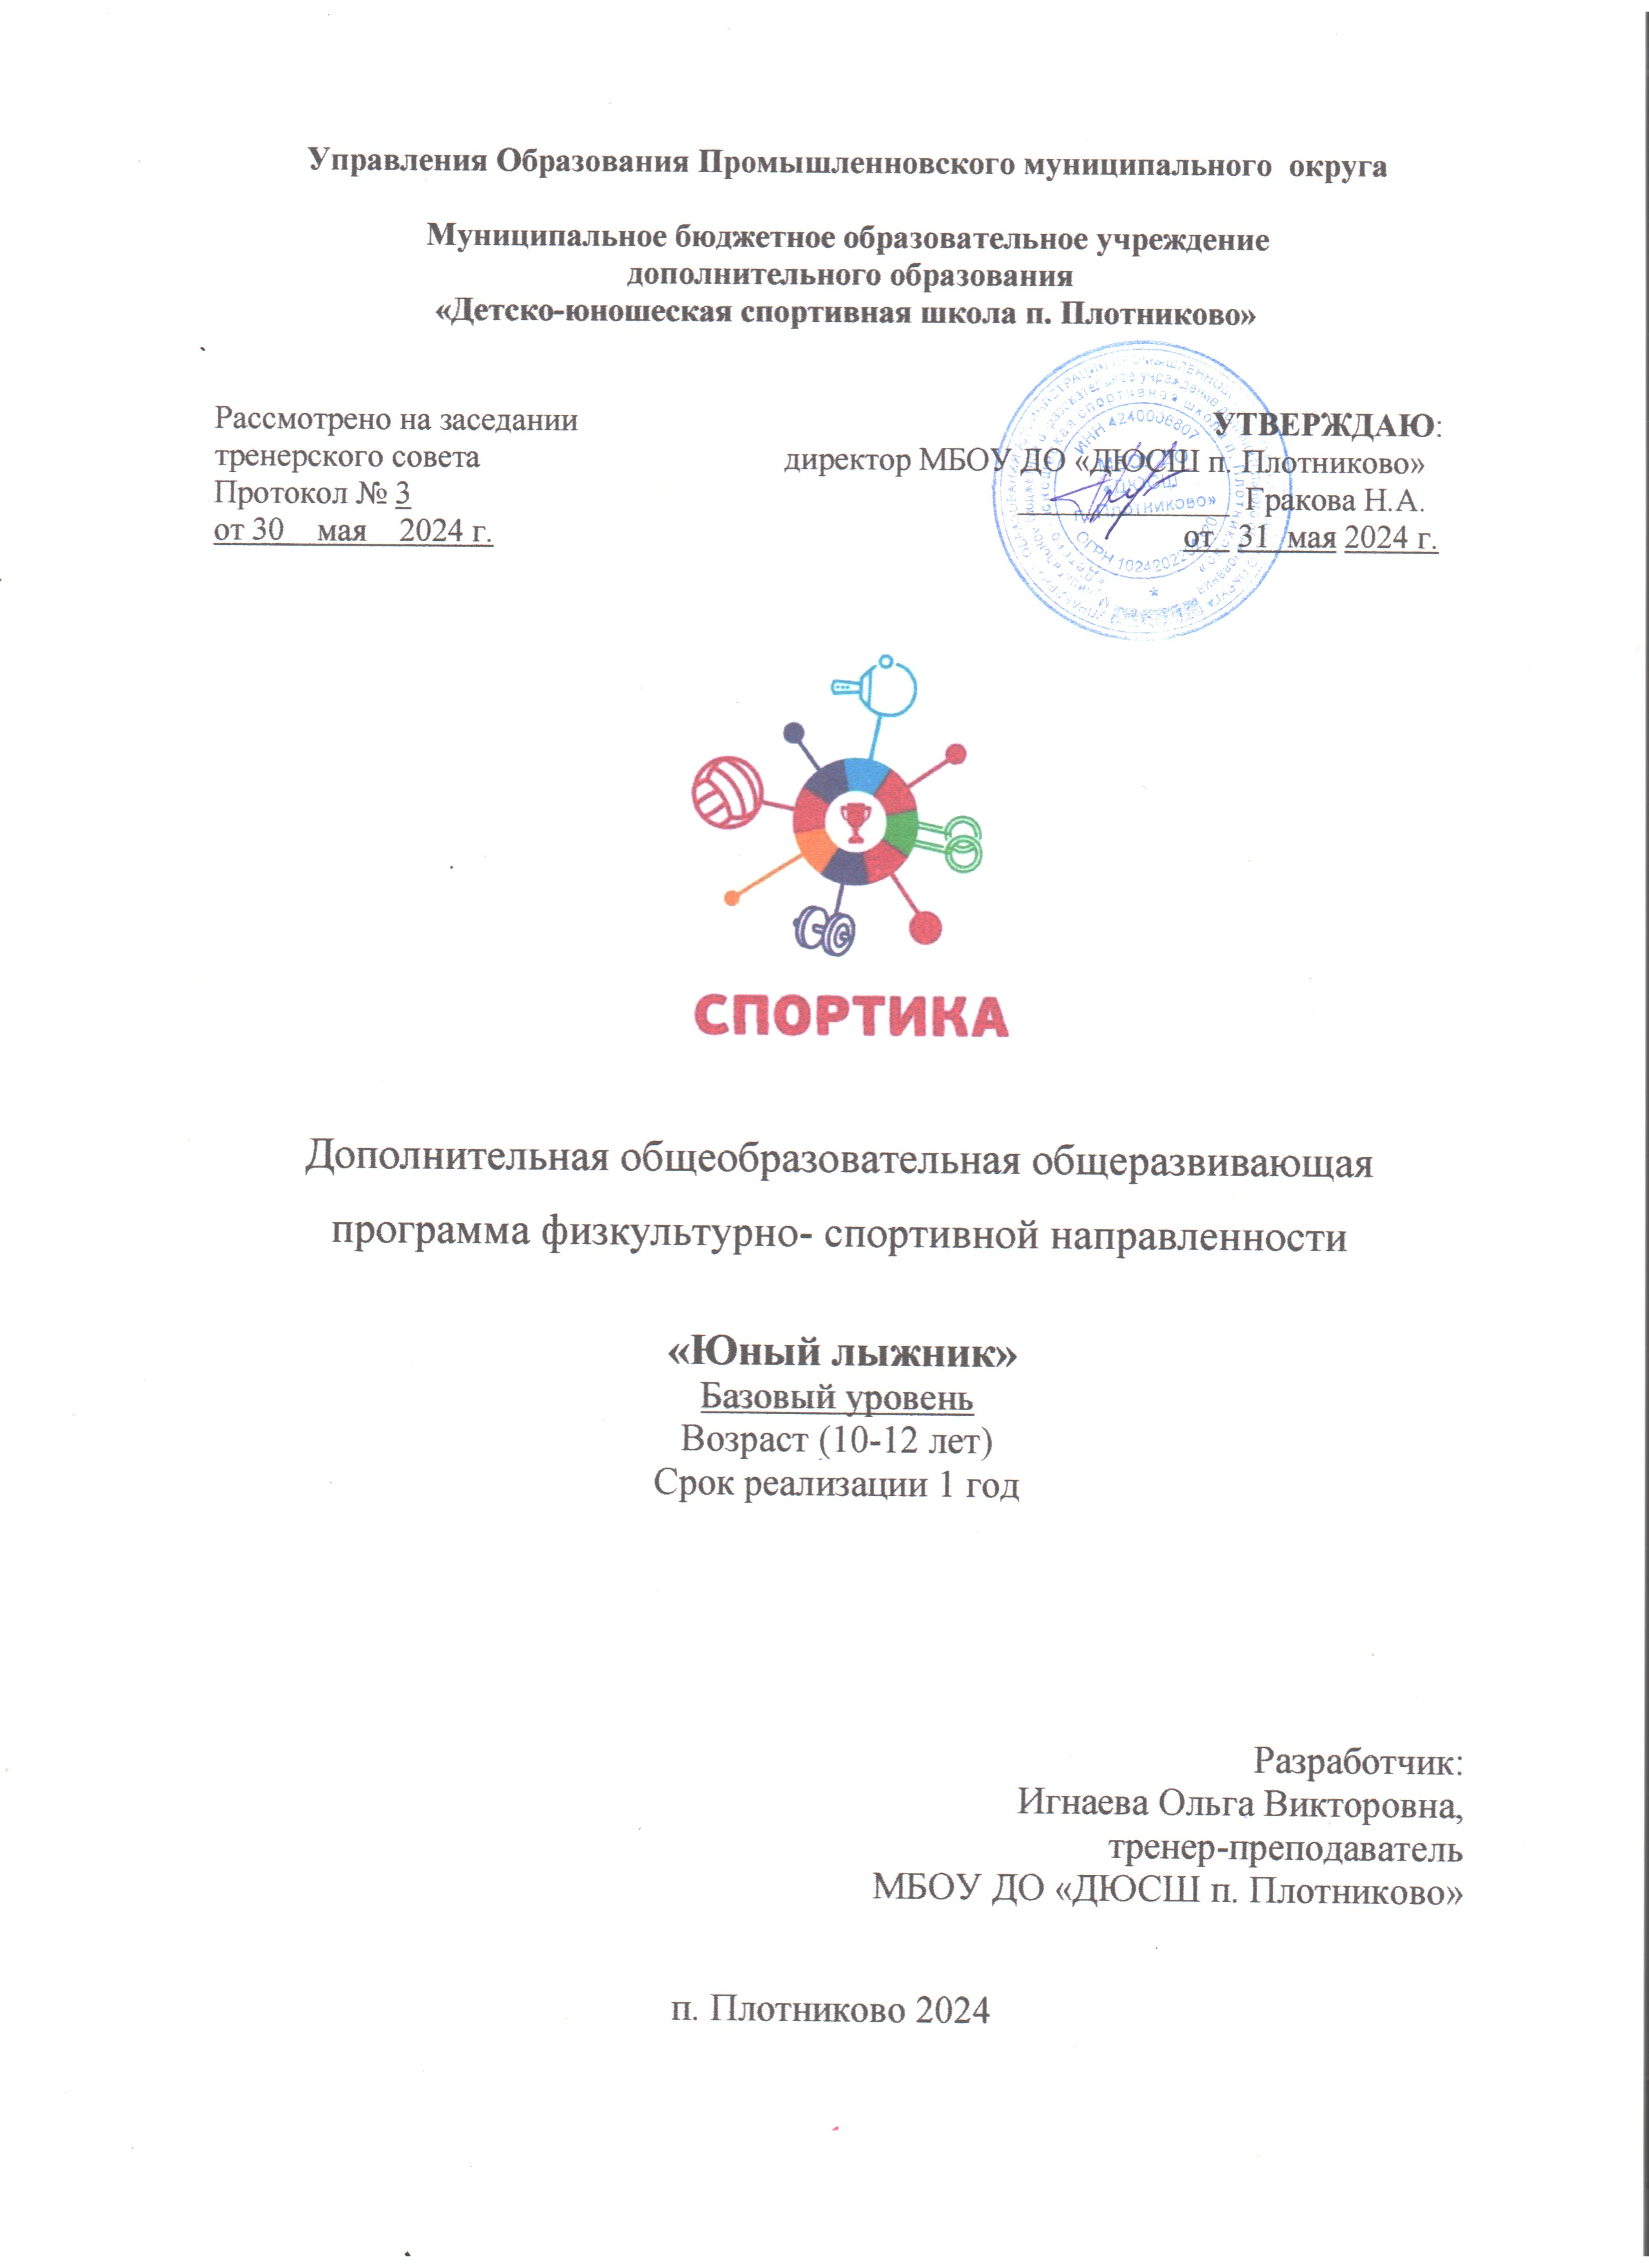 Управления Образования Промышленновского муниципального округа
Муниципальное бюджетное образовательное учреждение
дополнительного образования
«Детско-юношеская спортивная школа п. Плотниково»
Рассмотрено на заседании
тренерского совета
Протокол № 3
от 30 мая 2024 г.
УТВЕРЖДАЮ:
директор МБОУ ДО «ДЮСШ п. Плотниково»
Гракова Н.А.
от 31 мая 2024 г.
ИНН 4240006807
СПОРТИКА
Дополнительная общеобразовательная общеразвивающая
программа физкультурно- спортивной направленности
«Юный лыжник»
Базовый уровень
Возраст (10-12 лет)
Срок реализации 1 год
Разработчик:
Игнаева Ольга Викторовна,
тренер-преподаватель
МБОУ ДО «ДЮСШ п. Плотниково»
п. Плотниково 2024